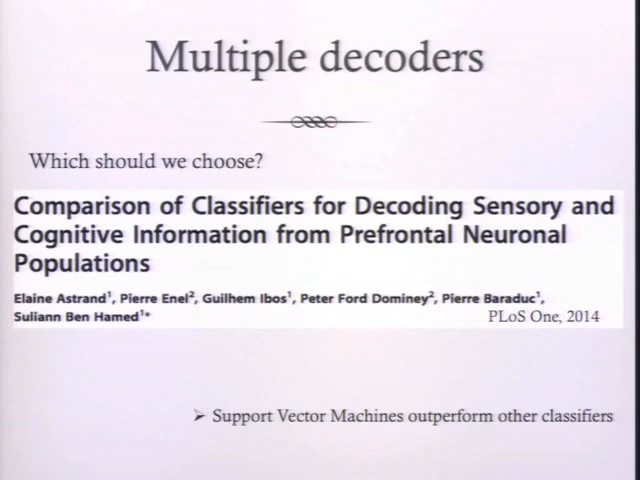 Multiple decoders
Which should we choose?
Comparison of Classifiers for Decoding Sensory and
Cognitive Information from Prefrontal Neuronal
Populations
Elaine Astrand¹, Pierre Enel², Guilhem Ibos¹, Peter Ford Dominey², Pierre Baraduc¹,
Suliann Ben Hamed¹* PLoS One, 2014
➢ Support Vector Machines outperform other classifiers